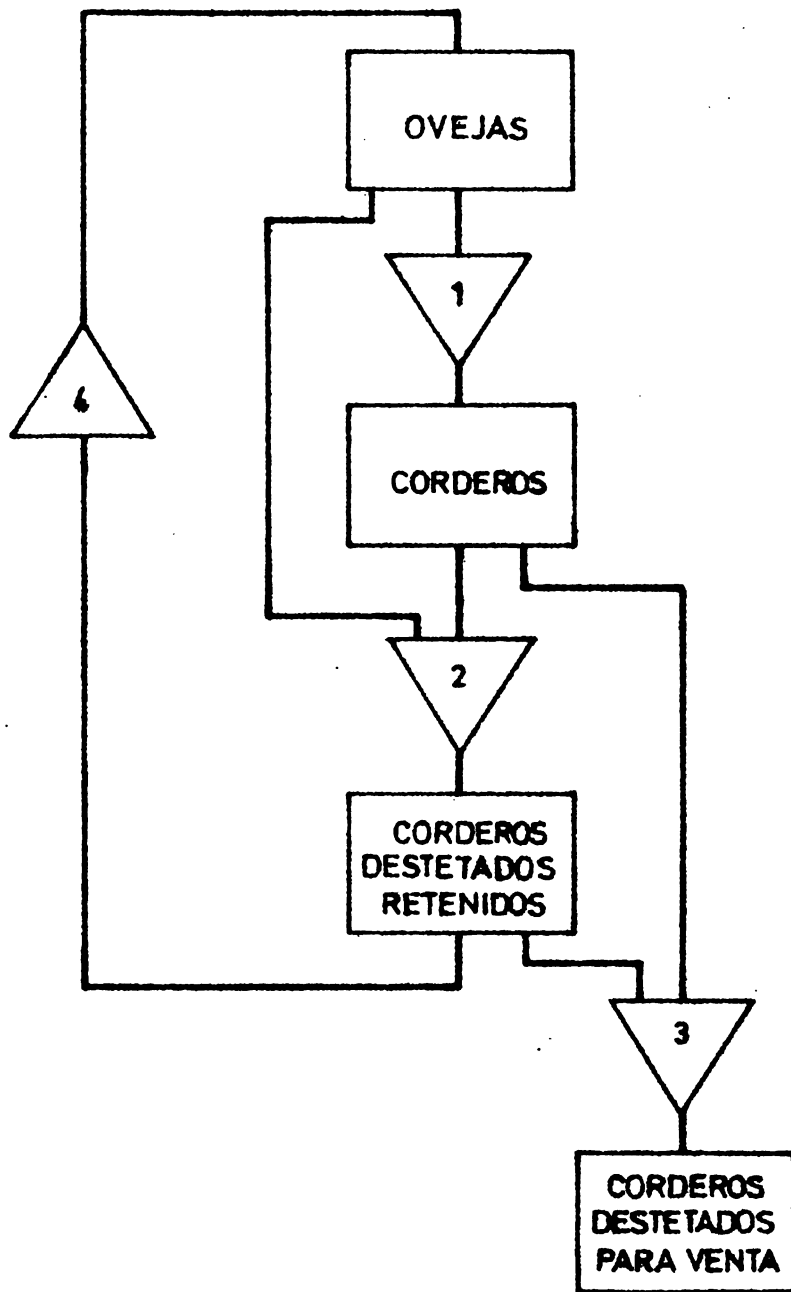 OVEJAS
1
4
CORDEROS
2
CORDEROS
DESTETADOS
RETENIDOS
3
CORDEROS
DESTETADOS
PARA VENTA